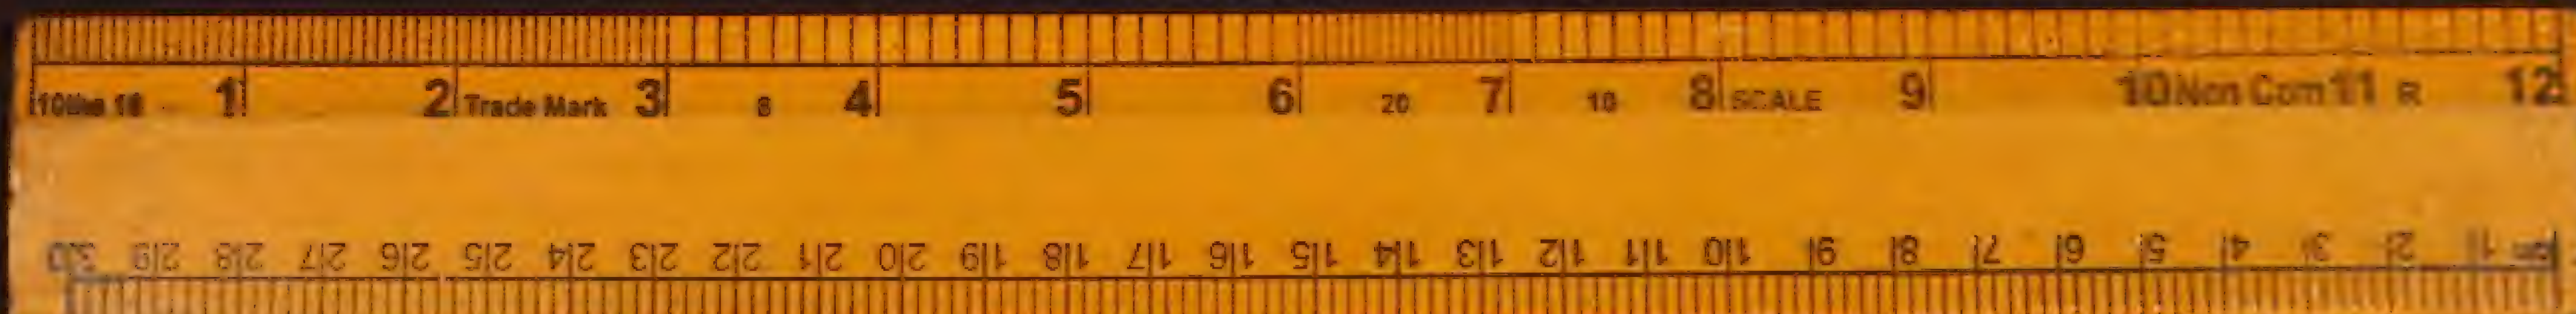 10ths 16 1 2 Trade Mark 3 8 4 5 6 20 7 10 8 SCALE 9 10 Non Com 11 R 12
30 29 28 27 26 25 24 23 22 21 20 19 18 17 16 15 14 13 12 11 10 9 8 7 6 5 4 3 2 1 cm